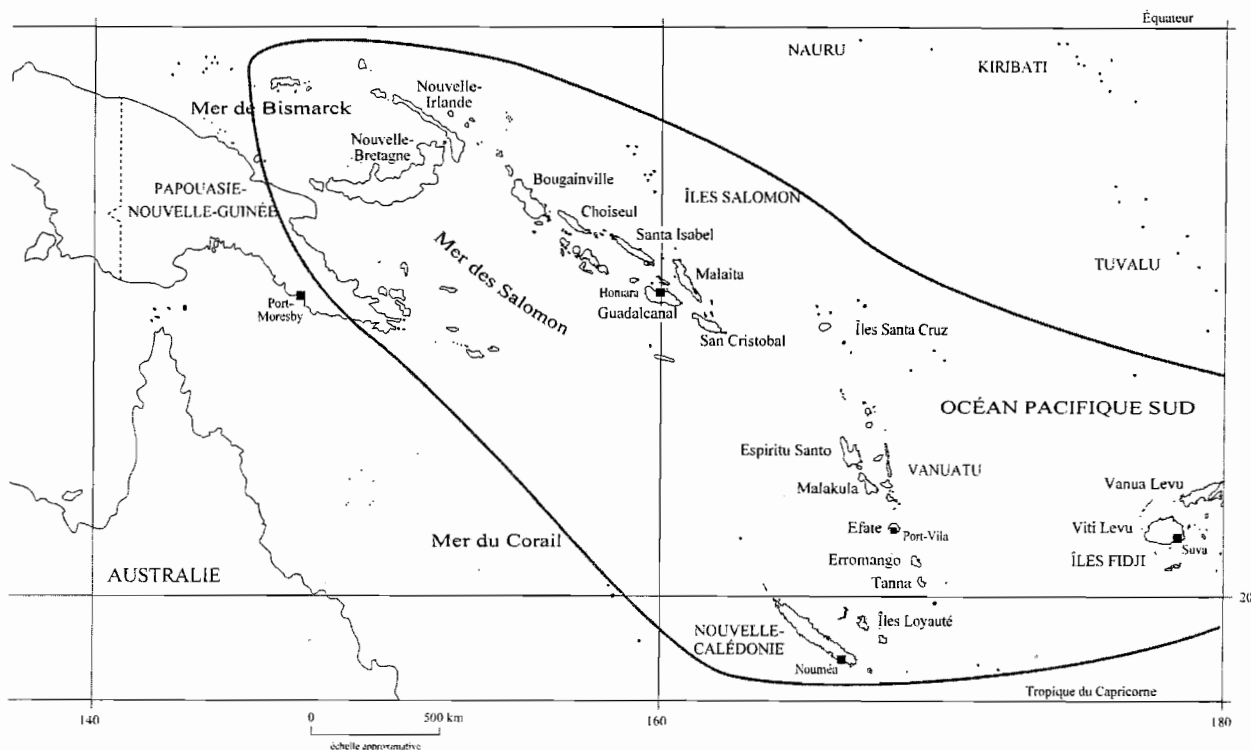 Équateur
NAURU
KIRIBATI
Mer de Bismarck
Nouvelle-
Irlande
Nouvelle-
Bretagne
PAPOUASIE-
NOUVELLE-GUINÉE
Bougainville
Choiseul
ÎLES SALOMON
Santa Isabel
Malaita
TUVALU
Mer des Salomon
Port-
Moresby
Honiara
Guadalcanal
San Cristobal
Îles Santa Cruz
OCÉAN PACIFIQUE SUD
Espiritu Santo
VANUATU
Malakula
Vanua Levu
Efate
Port-Vila
Viti Levu
Suva
Mer du Corail
Erromango
ÎLES FIDJI
AUSTRALIE
Tanna
20
NOUVELLE-
CALÉDONIE
Îles Loyauté
Nouméa
Tropique du Capricorne
140
0
500 km
160
180
échelle approximative